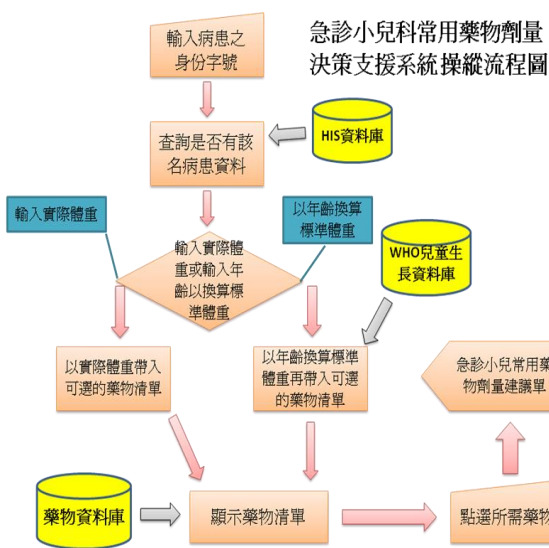 急診小兒科常用藥物劑量
決策支援系統操縱流程圖
輸入病患之
身份字號
HIS資料庫
查詢是否有該
名病患資料
輸入實際體重
以年齡換算
標準體重
輸入實際體
重或輸入年
齡以換算標
準體重
WHO兒童生
長資料庫
以實際體重帶入
可選的藥物清單
以年齡換算標準
體重再帶入可選
的藥物清單
急診小兒常用藥
物劑量建議單
藥物資料庫
顯示藥物清單
點選所需藥物